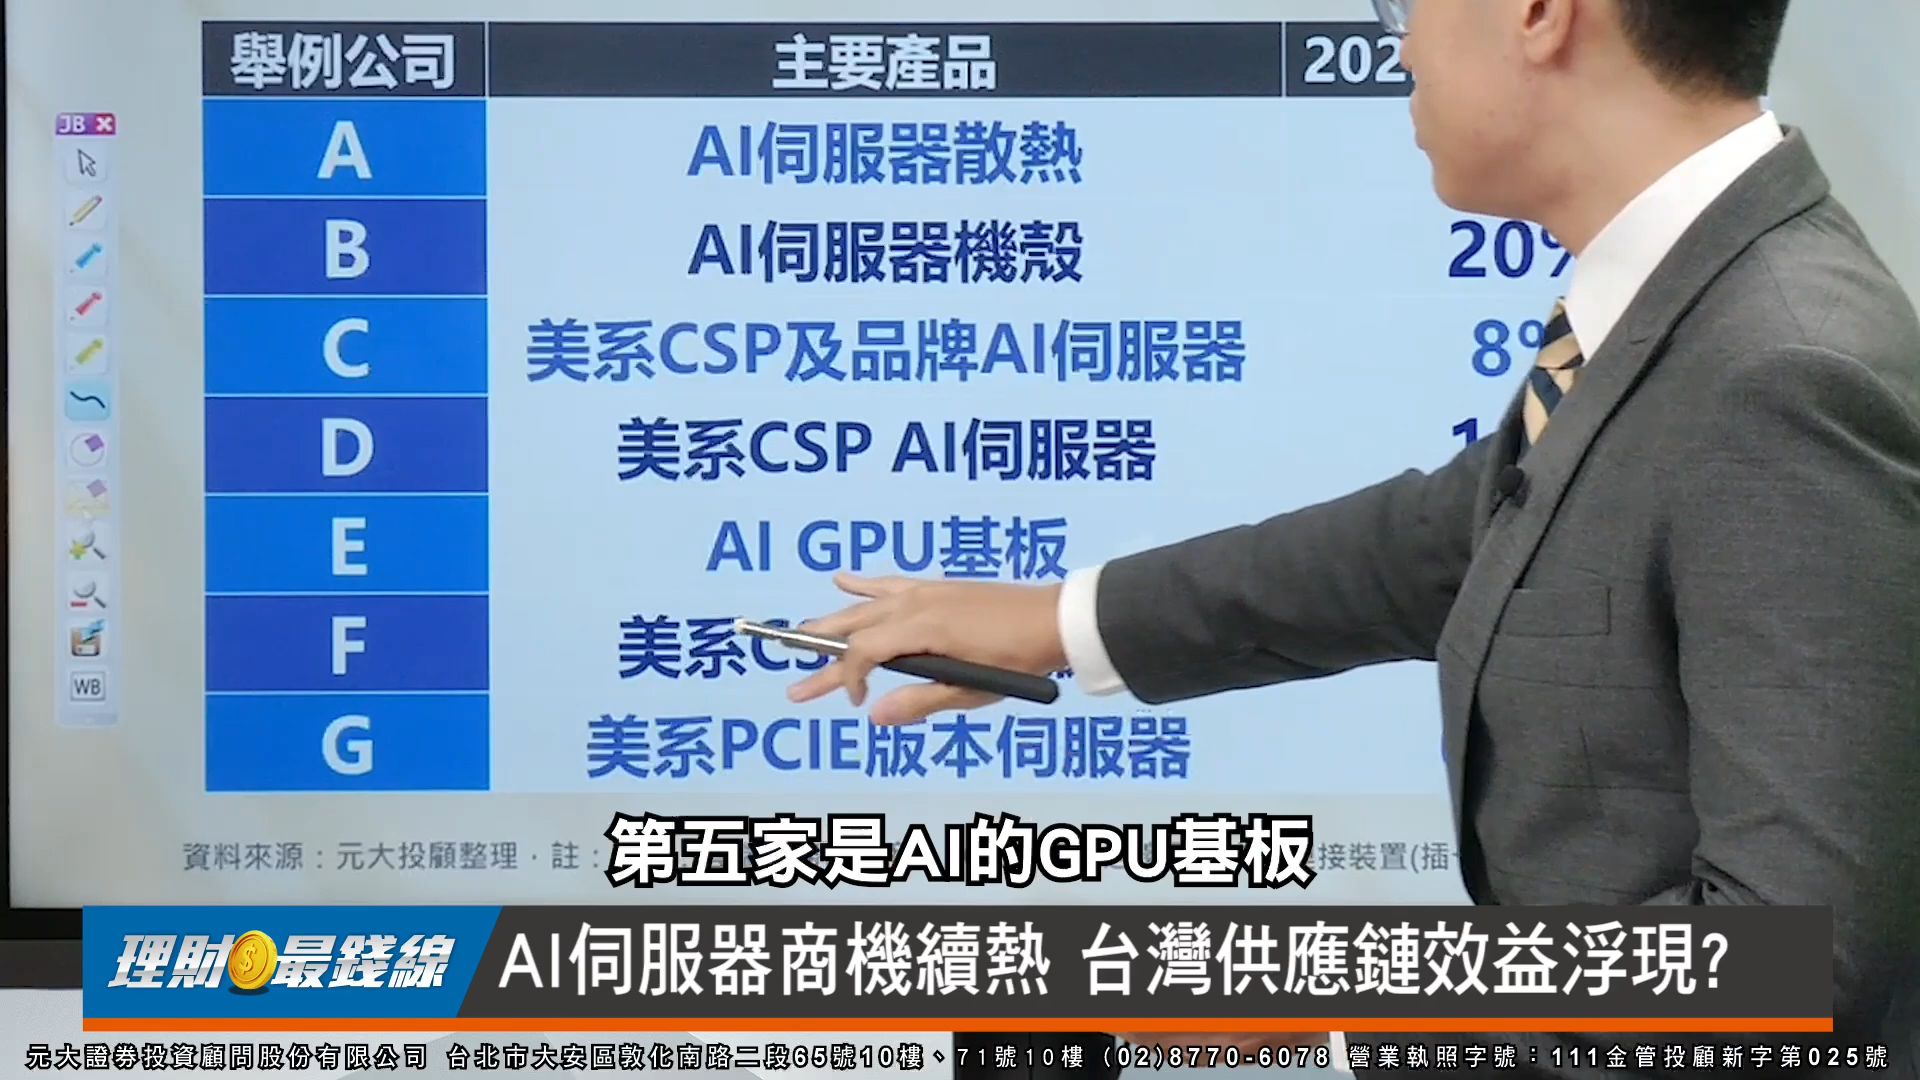 舉例公司 主要產品 202
JB
A AI伺服器散熱
B AI伺服器機殼 20%
C 美系CSP及品牌AI伺服器 8%
D 美系CSP AI伺服器 1
E AI GPU基板
F 美系CS
G 美系PCIE版本伺服器
WB
資料來源：元大投顧整理．註：
接裝置(插
第五家是AI的GPU基板
理財最錢線
AI伺服器商機續熱 台灣供應鏈效益浮現?
元大證券投資顧問股份有限公司 台北市大安區敦化南路二段65號10樓、71號10樓 (02)8770-6078 營業執照字號：111金管投顧新字第025號